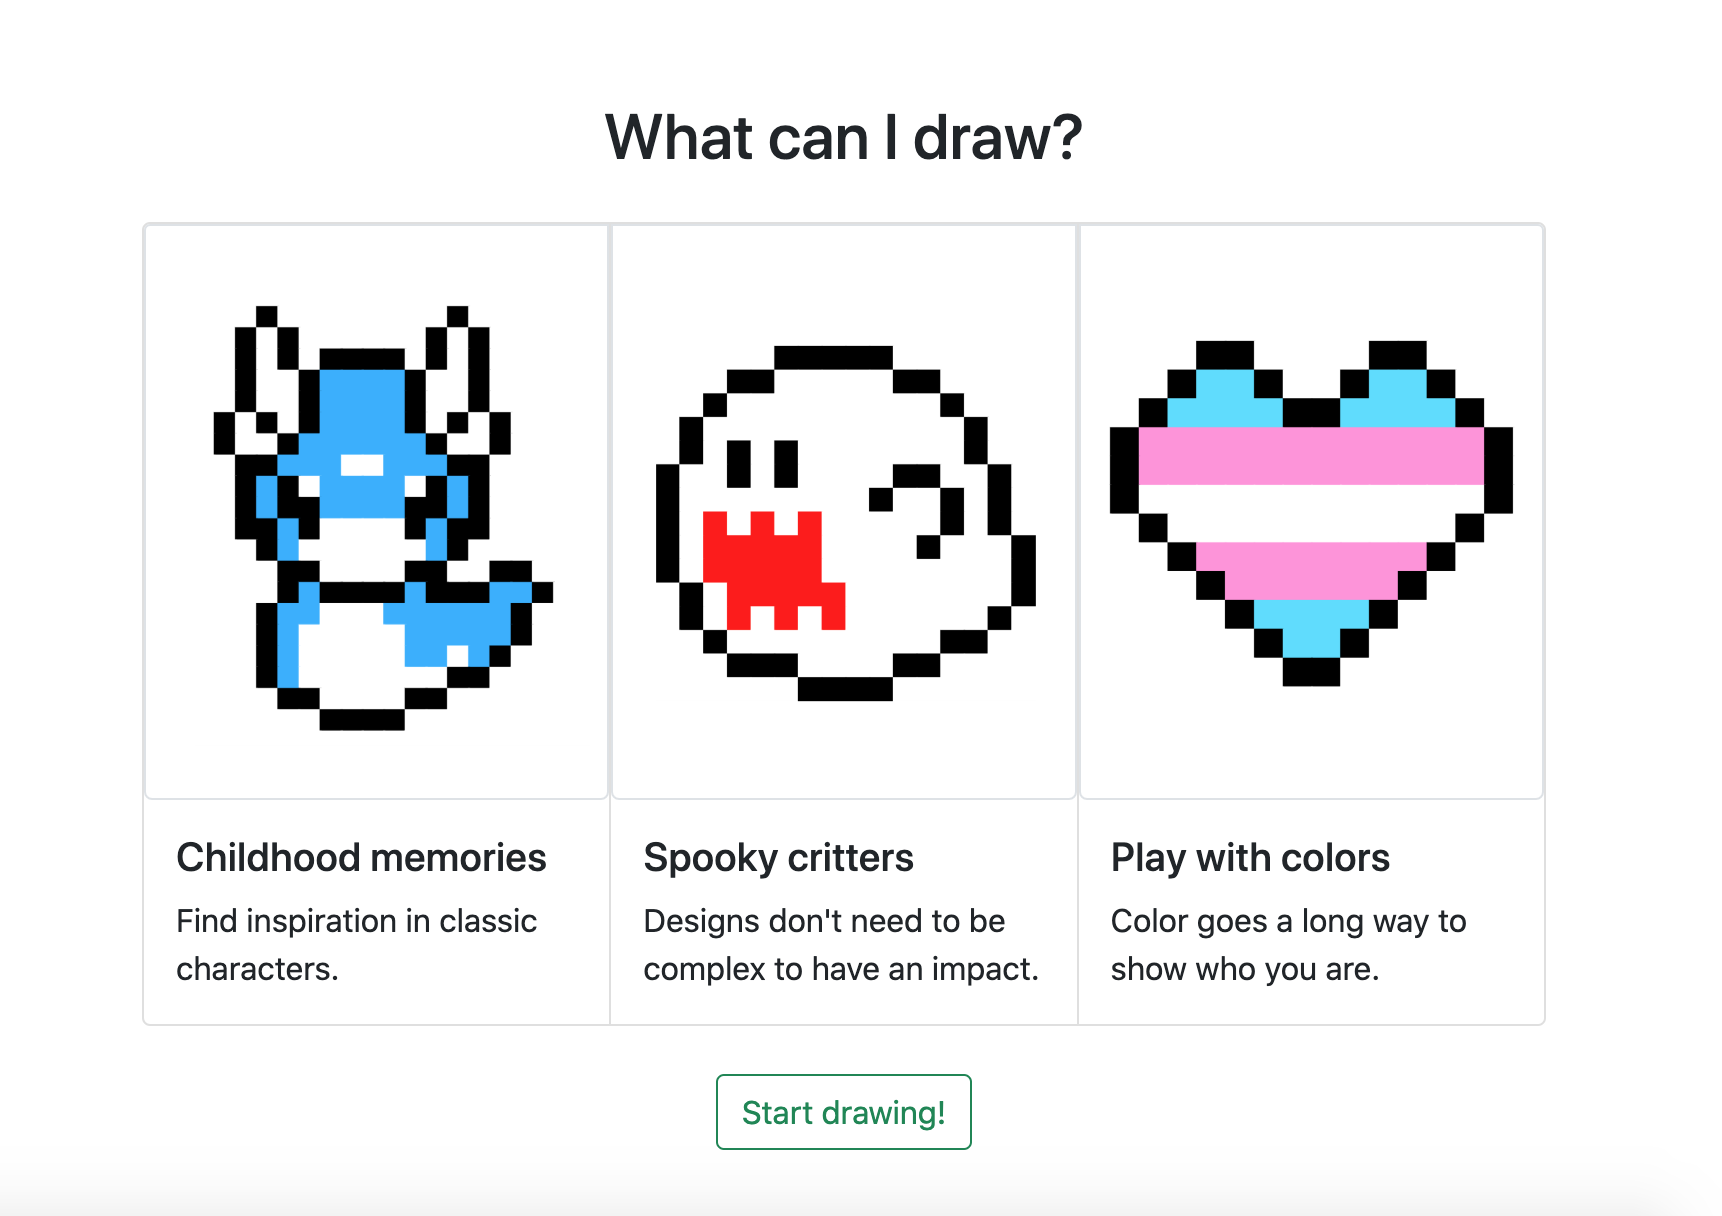 What can I draw?
Childhood memories
Find inspiration in classic
characters.
Spooky critters
Designs don't need to be
complex to have an impact.
Play with colors
Color goes a long way to
show who you are.
Start drawing!